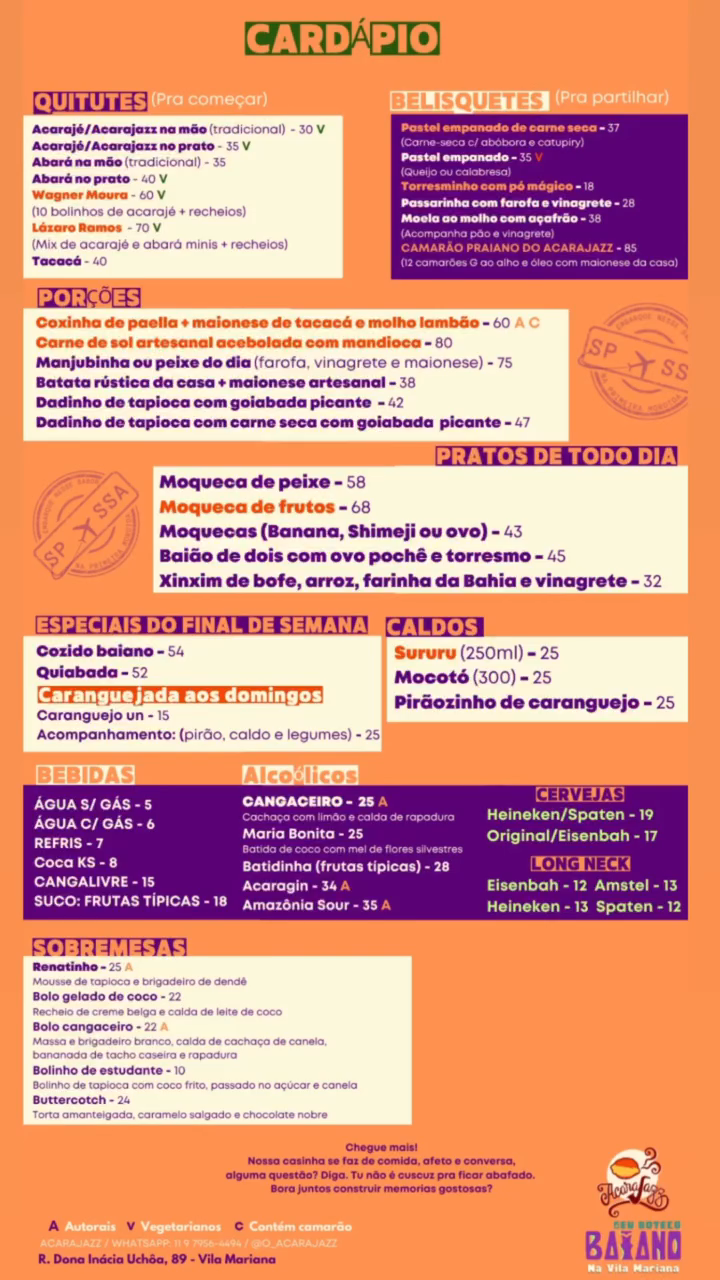 CARDÁPIO
QUITUTES (Pra começar)
Acarajé/Acarajazz na mão (tradicional) - 30 V
Acarajé/Acarajazz no prato - 35 V
Abará na mão (tradicional) - 35
Abará no prato - 40 V
Wagner Moura - 60 V
(10 bolinhos de acarajé + recheios)
Lázaro Ramos - 70 V
(Mix de acarajé e abará minis + recheios)
Tacacá - 40
BELISQUETES (Pra partilhar)
Pastel empanado de carne seca - 37
(Carne-seca c/ abóbora e catupiry)
Pastel empanado - 35 V
(Queijo ou calabresa)
Torresminho com pó mágico - 18
Passarinha com farofa e vinagrete - 28
Moela ao molho com açafrão - 38
(Acompanha pão e vinagrete)
CAMARÃO PRAIANO DO ACARAJAZZ - 85
(12 camarões G ao alho e óleo com maionese da casa)
PORÇÕES
Coxinha de paella + maionese de tacacá e molho lambão - 60 A C
Carne de sol artesanal acebolada com mandioca - 80
Manjubinha ou peixe do dia (farofa, vinagrete e maionese) - 75
Batata rústica da casa + maionese artesanal - 38
Dadinho de tapioca com goiabada picante - 42
Dadinho de tapioca com carne seca com goiabada picante - 47
SP SS
PRATOS DE TODO DIA
Moqueca de peixe - 58
Moqueca de frutos - 68
Moquecas (Banana, Shimeji ou ovo) - 43
Baião de dois com ovo pochê e torresmo - 45
Xinxim de bofe, arroz, farinha da Bahia e vinagrete - 32
SP SSA
ESPECIAIS DO FINAL DE SEMANA
Cozido baiano - 54
Quiabada - 52
Caranguejada aos domingos
Caranguejo un - 15
Acompanhamento: (pirão, caldo e legumes) - 25
CALDOS
Sururu (250ml) - 25
Mocotó (300) - 25
Pirãozinho de caranguejo - 25
BEBIDAS
ÁGUA S/ GÁS - 5
ÁGUA C/ GÁS - 6
REFRIS - 7
Coca KS - 8
CANGALIVRE - 15
SUCO: FRUTAS TÍPICAS - 18
Alcoólicos
CANGACEIRO - 25 A
Cachaça com limão e calda de rapadura
Maria Bonita - 25
Batida de coco com mel de flores silvestres
Batidinha (frutas típicas) - 28
Acaragin - 34 A
Amazônia Sour - 35 A
CERVEJAS
Heineken/Spaten - 19
Original/Eisenbah - 17
LONG NECK
Eisenbah - 12 Amstel - 13
Heineken - 13 Spaten - 12
SOBREMESAS
Renatinho - 25 A
Mousse de tapioca e brigadeiro de dendê
Bolo gelado de coco - 22
Recheio de creme belga e calda de leite de coco
Bolo cangaceiro - 22 A
Massa e brigadeiro branco, calda de cachaça de canela,
bananada de tacho caseira e rapadura
Bolinho de estudante - 10
Bolinho de tapioca com coco frito, passado no açúcar e canela
Buttercotch - 24
Torta amanteigada, caramelo salgado e chocolate nobre
Chegue mais!
Nossa casinha se faz de comida, afeto e conversa,
alguma questão? Diga. Tu não é cuscuz pra ficar abafado.
Bora juntos construir memorias gostosas?
A Autorais V Vegetarianos C Contém camarão
ACARAJAZZ / WHATSAPP: 11 9 7956-4494 / @O_ACARAJAZZ
R. Dona Inácia Uchôa, 89 - Vila Mariana
AcaraJazz
SEU BOTECO
BAIANO
Na Vila Mariana